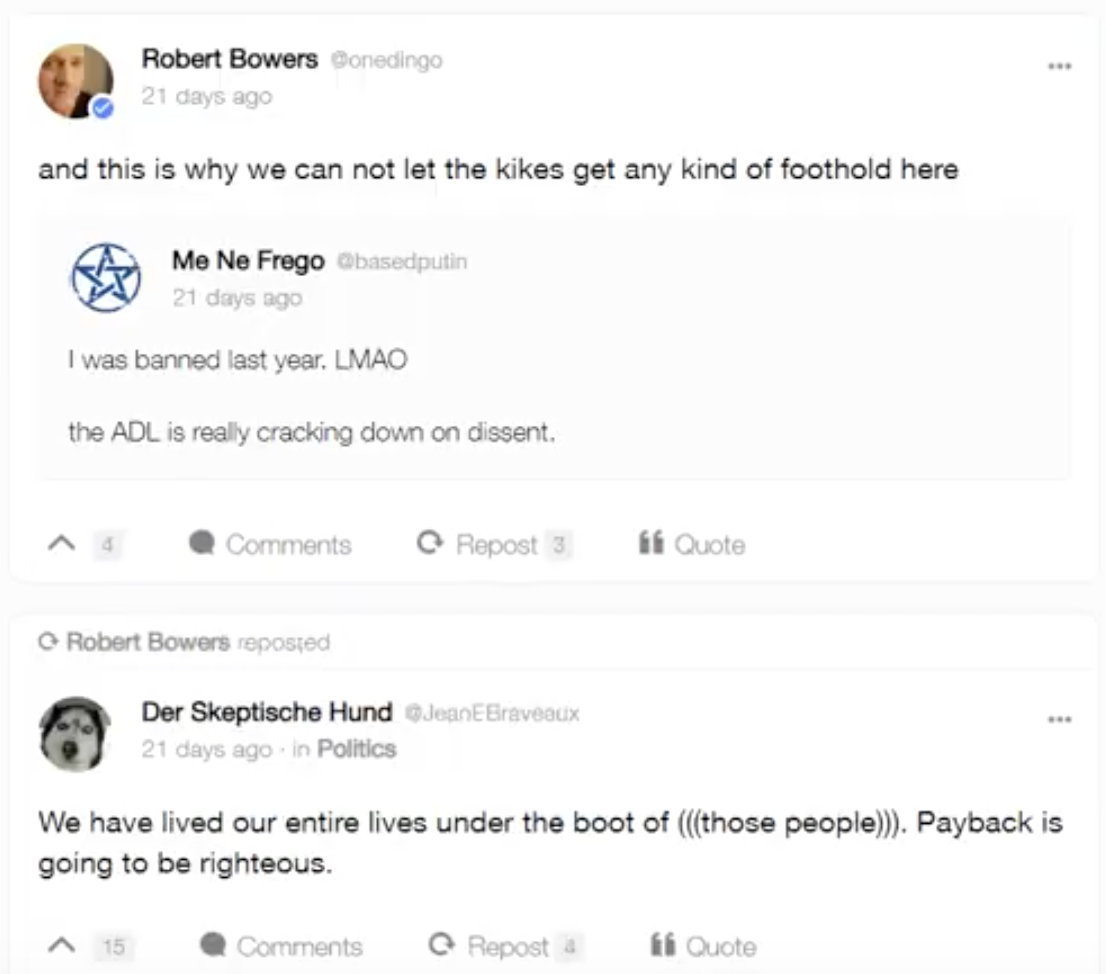 Robert Bowers @onedingo
21 days ago
and this is why we can not let the kikes get any kind of foothold here
Me Ne Frego @basedputin
21 days ago
I was banned last year. LMAO
the ADL is really cracking down on dissent.
4 Comments Repost 3 Quote
Robert Bowers reposted
Der Skeptische Hund @JeanEBraveaux
21 days ago · in Politics
We have lived our entire lives under the boot of (((those people))). Payback is
going to be righteous.
15 Comments Repost 4 Quote